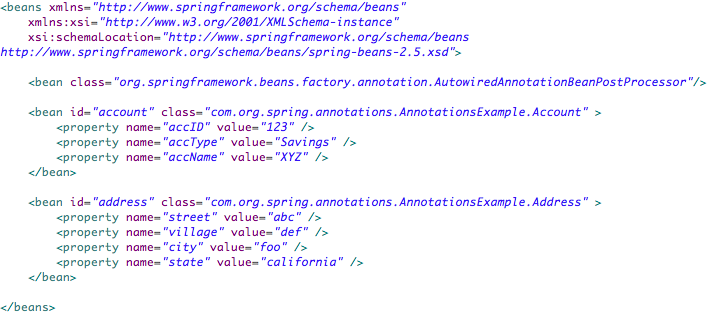 <beans xmlns="http://www.springframework.org/schema/beans"
xmlns:xsi="http://www.w3.org/2001/XMLSchema-instance"
xsi:schemaLocation="http://www.springframework.org/schema/beans
http://www.springframework.org/schema/beans/spring-beans-2.5.xsd">
<bean class="org.springframework.beans.factory.annotation.AutowiredAnnotationBeanPostProcessor"/>
<bean id="account" class="com.org.spring.annotations.AnnotationsExample.Account" >
<property name="accID" value="123" />
<property name="accType" value="Savings" />
<property name="accName" value="XYZ" />
</bean>
<bean id="address" class="com.org.spring.annotations.AnnotationsExample.Address" >
<property name="street" value="abc" />
<property name="village" value="def" />
<property name="city" value="foo" />
<property name="state" value="california" />
</bean>
</beans>